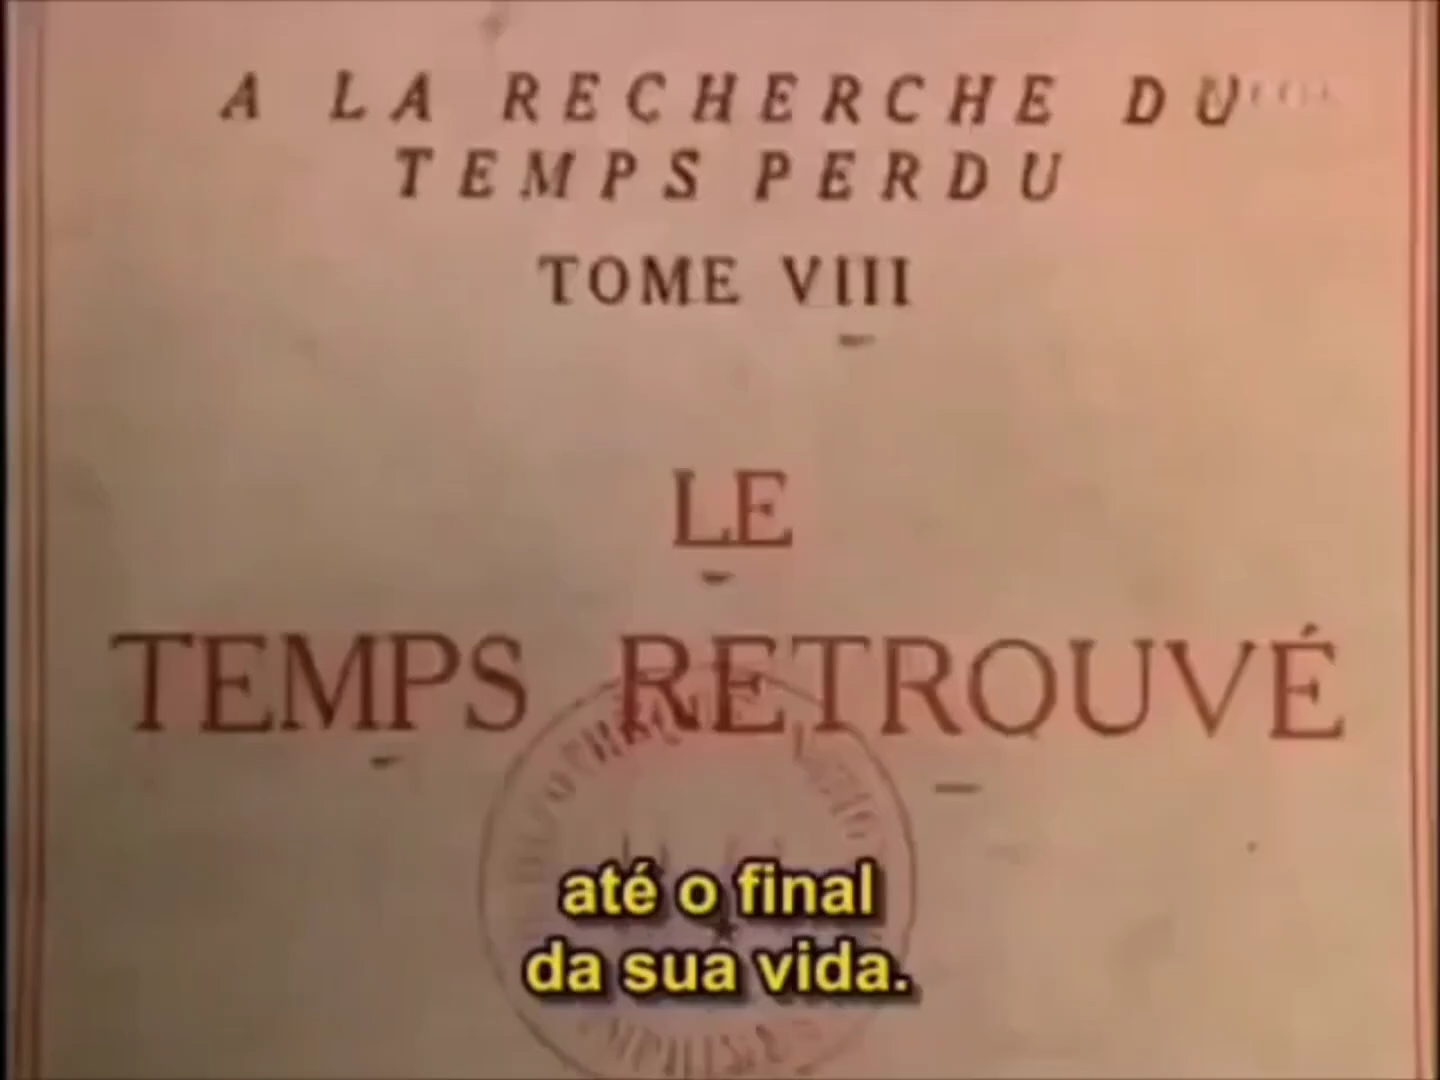 A LA RECHERCHE DU
TEMPS PERDU
TOME VIII
LE
TEMPS RETROUVÉ
até o final
da sua vida.